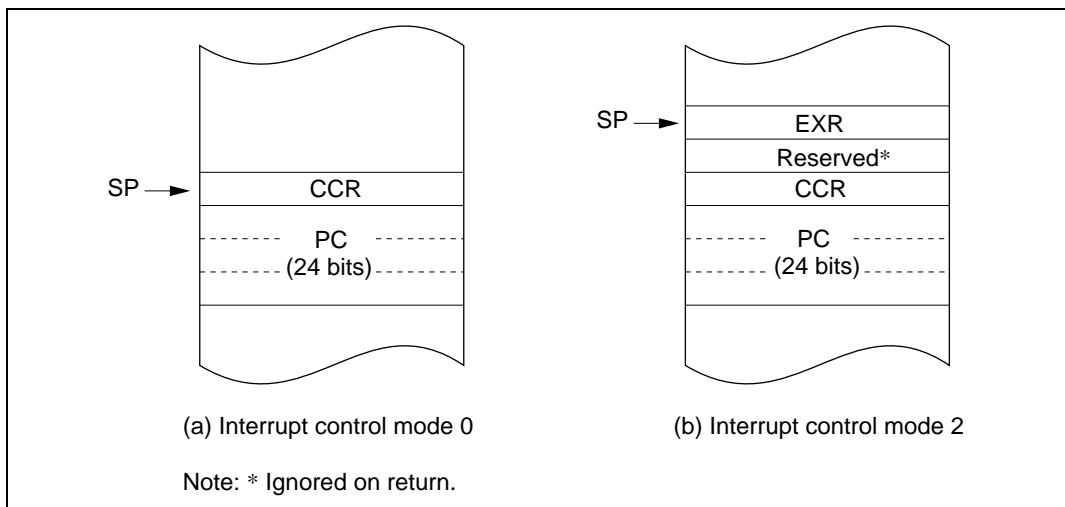 SP
CCR
PC
(24 bits)
(a) Interrupt control mode 0
SP
EXR
Reserved*
CCR
PC
(24 bits)
(b) Interrupt control mode 2
Note: * Ignored on return.